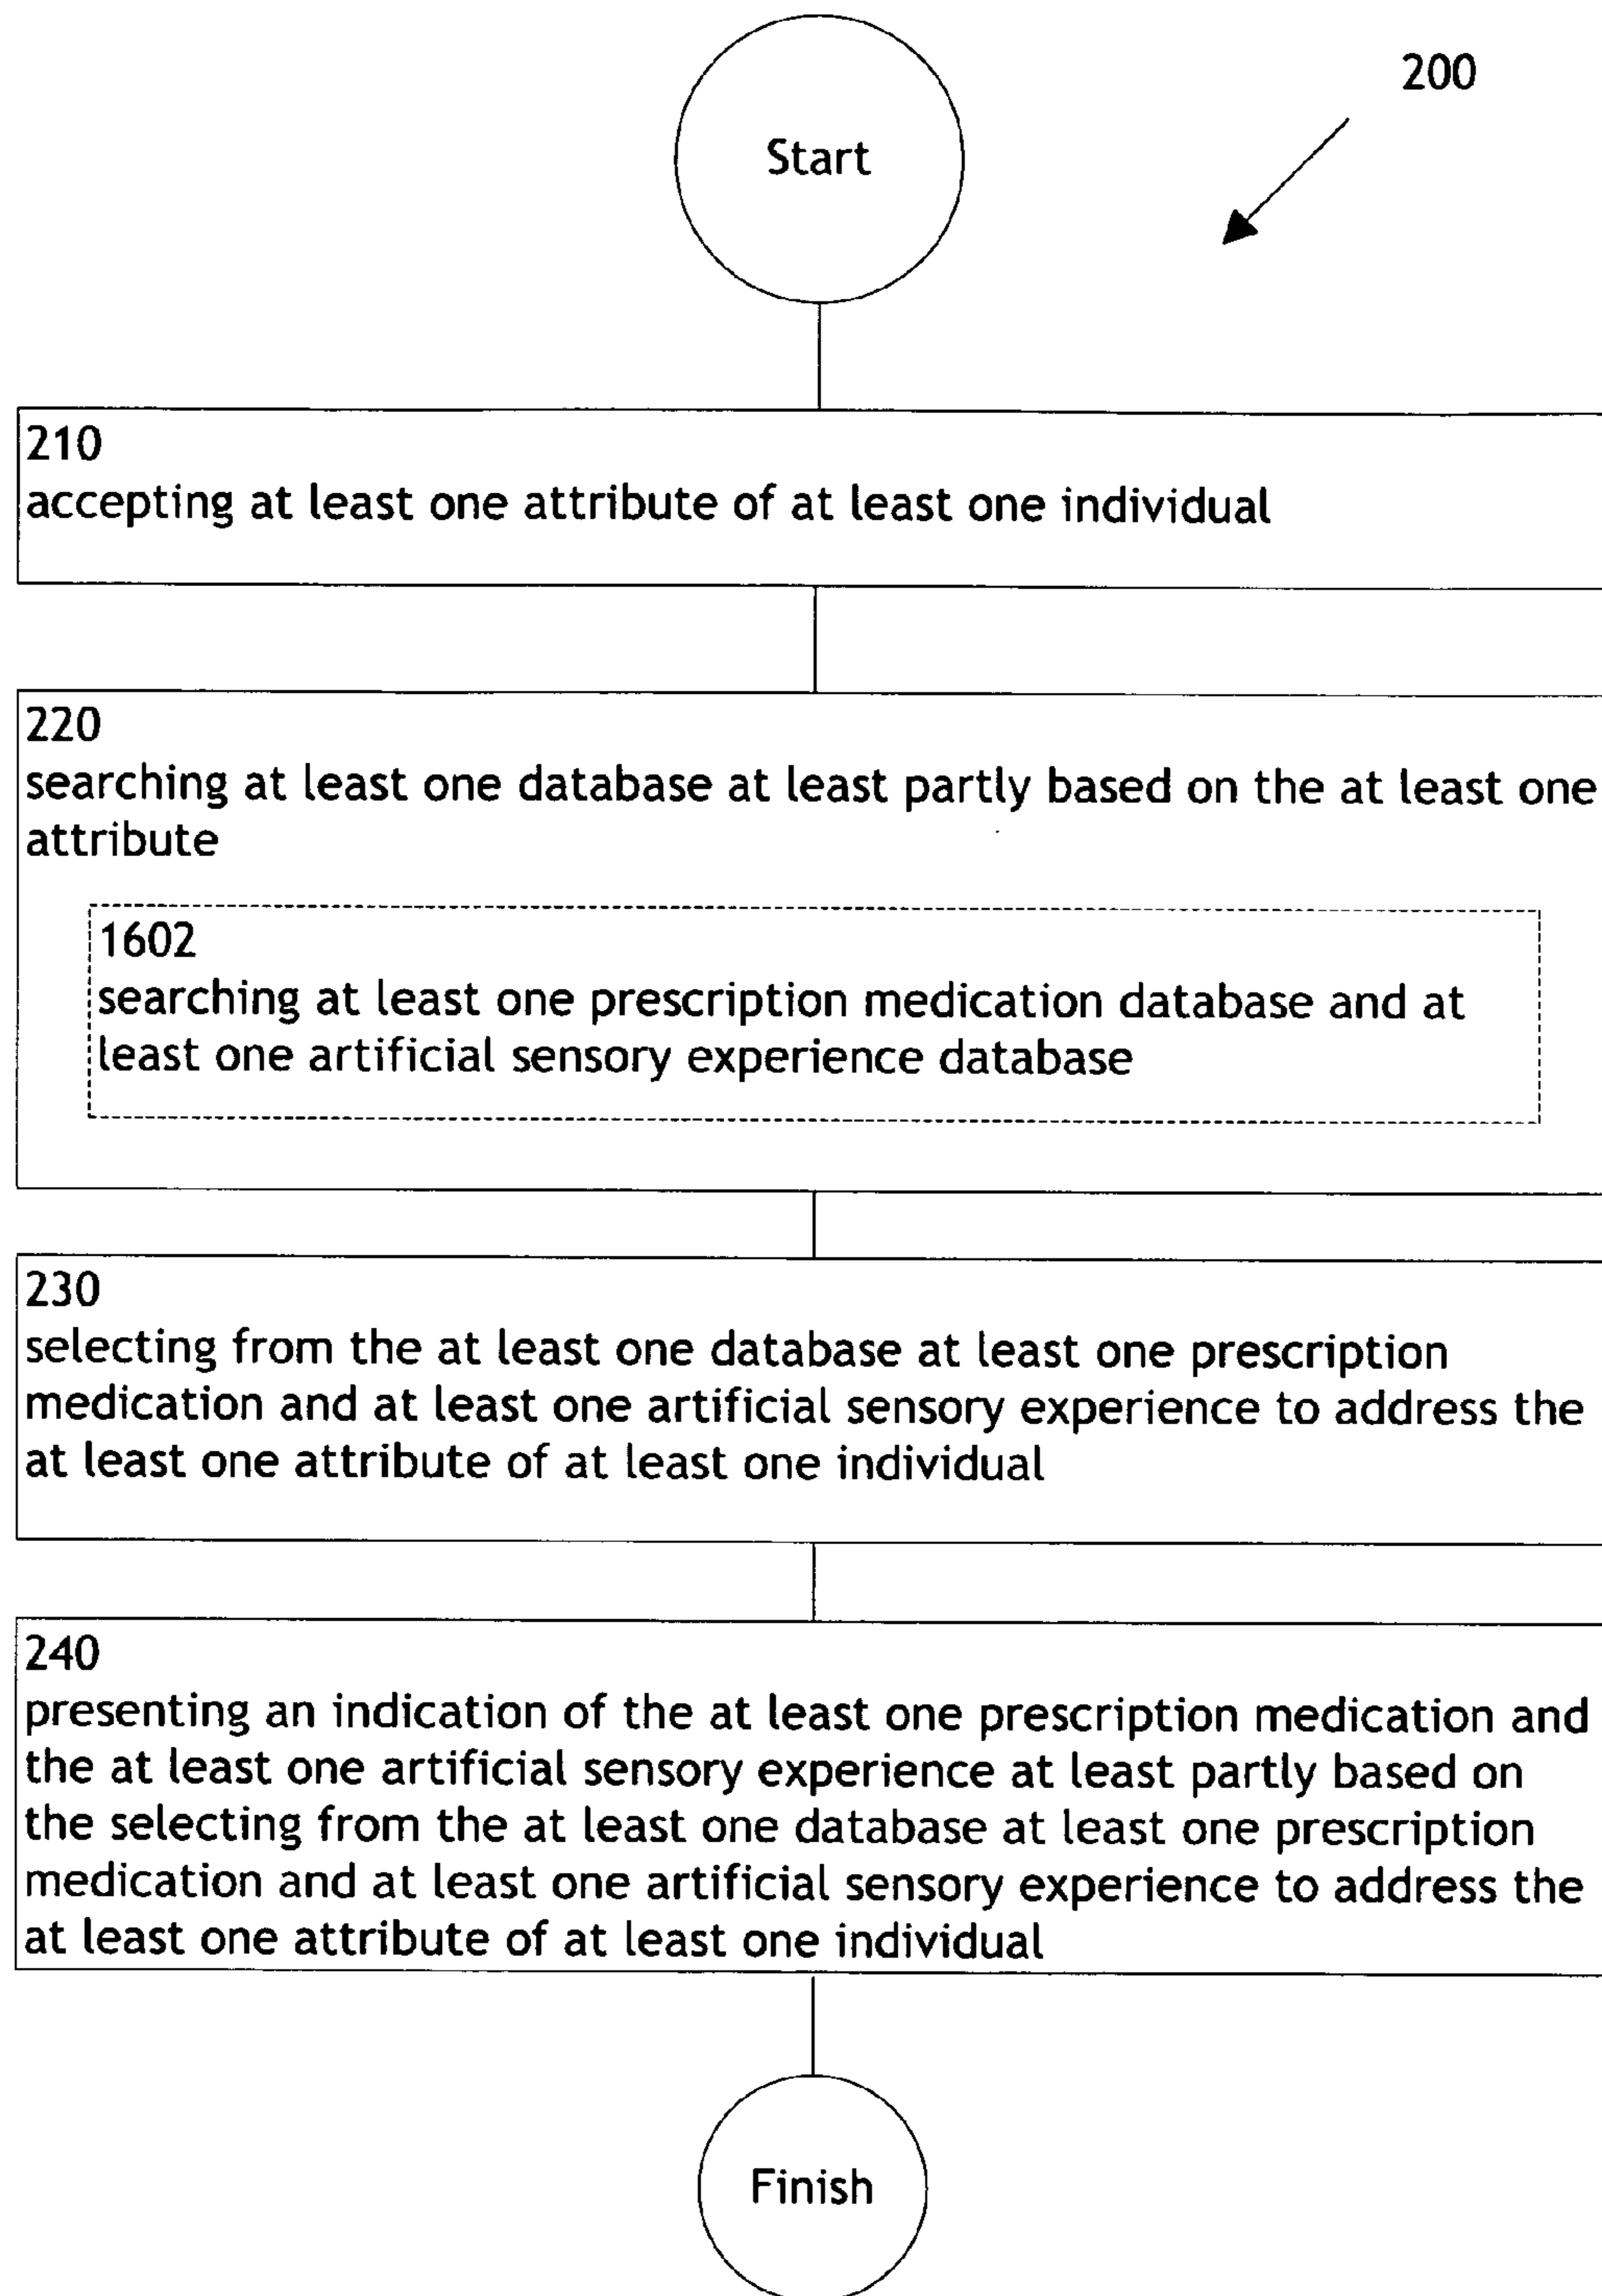 200
Start
210
accepting at least one attribute of at least one individual
220
searching at least one database at least partly based on the at least one
attribute
1602
searching at least one prescription medication database and at
least one artificial sensory experience database
230
selecting from the at least one database at least one prescription
medication and at least one artificial sensory experience to address the
at least one attribute of at least one individual
240
presenting an indication of the at least one prescription medication and
the at least one artificial sensory experience at least partly based on
the selecting from the at least one database at least one prescription
medication and at least one artificial sensory experience to address the
at least one attribute of at least one individual
Finish